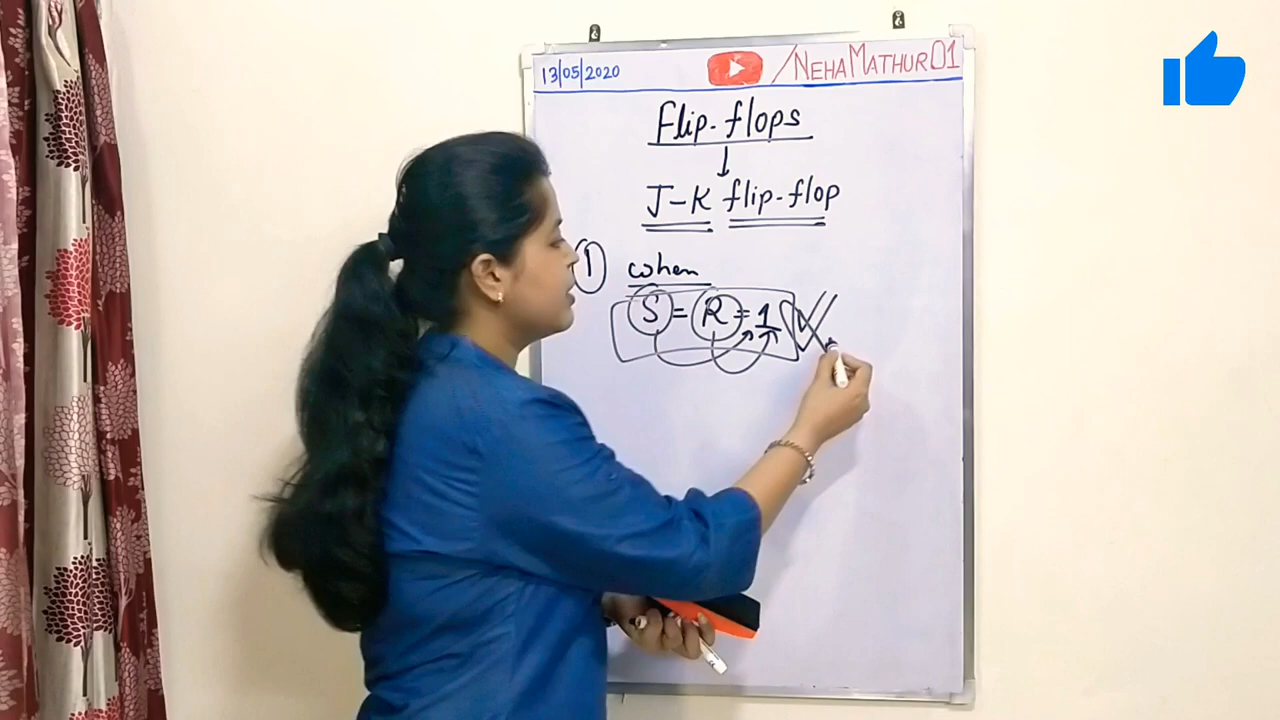 13/05/2020 /NEHAMATHUR01
Flip-flops
J-K flip-flop
1 when
S = R = 1